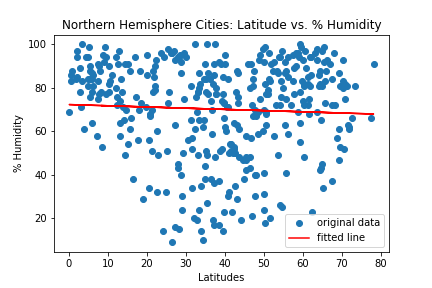 Northern Hemisphere Cities: Latitude vs. % Humidity
100
80
60
40
20
% Humidity
0 10 20 30 40 50 60 70 80
Latitudes
original data
fitted line